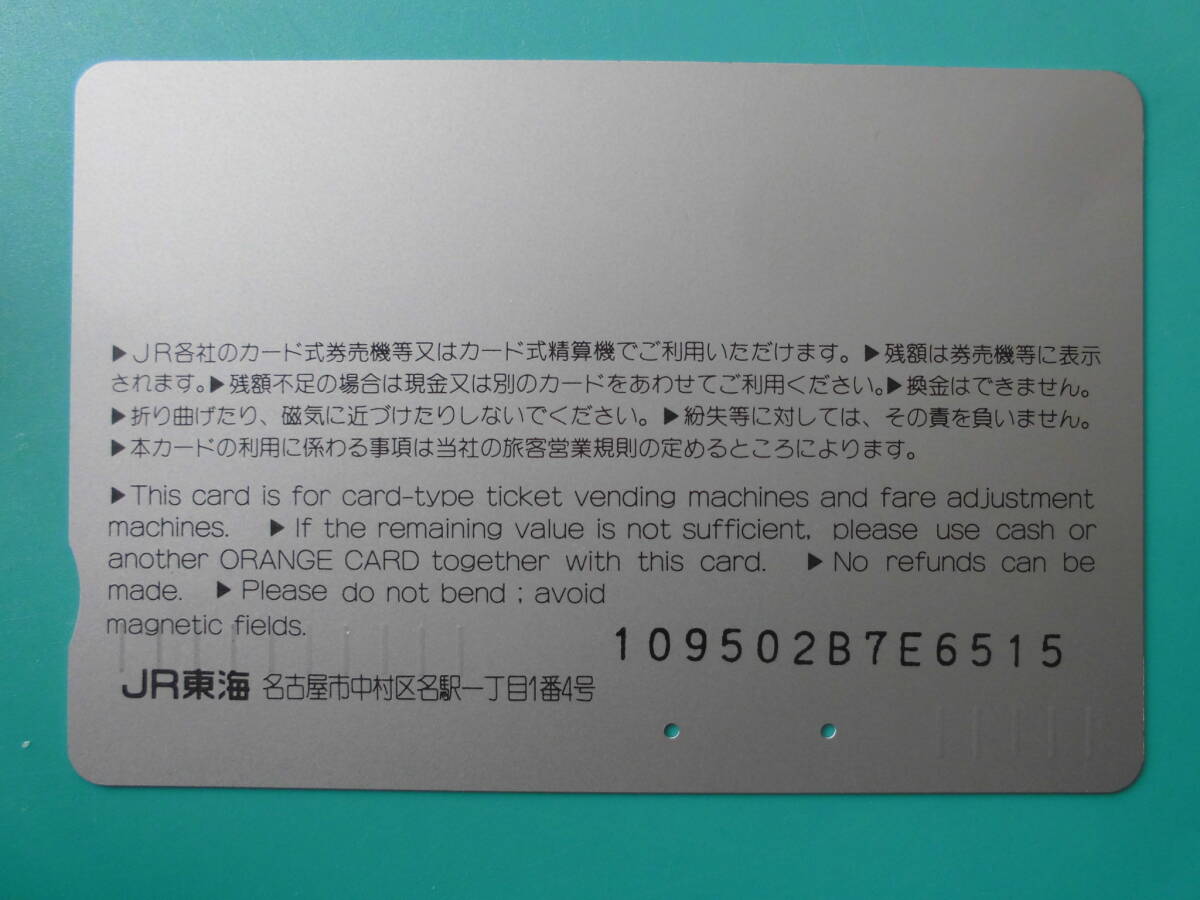 ▶JR各社のカード式券売機等又はカード式精算機でご利用いただけます。▶残額は券売機等に表示
されます。▶残額不足の場合は現金又は別のカードをあわせてご利用ください。▶換金はできません。
▶折り曲げたり、磁気に近づけたりしないでください。▶紛失等に対しては、その責を負いません。
▶本カードの利用に係わる事項は当社の旅客営業規則の定めるところによります。
▶This card is for card-type ticket vending machines and fare adjustment
machines. ▶If the remaining value is not sufficient, please use cash or
another ORANGE CARD together with this card. ▶No refunds can be
made. ▶Please do not bend ; avoid
magnetic fields.
109502B7E6515
JR東海 名古屋市中村区名駅一丁目1番4号